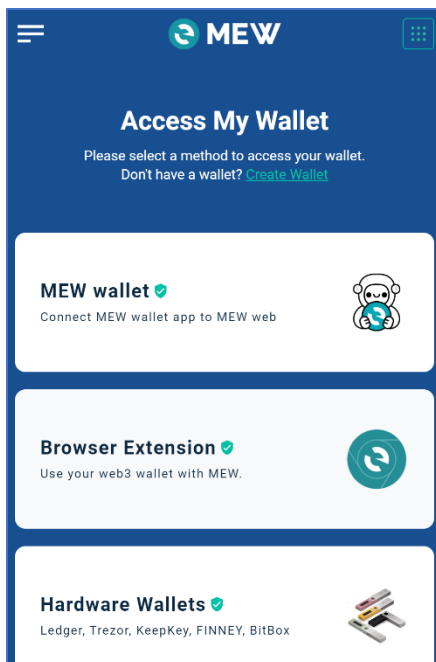 MEW
Access My Wallet
Please select a method to access your wallet.
Don't have a wallet? Create Wallet
MEW wallet
Connect MEW wallet app to MEW web
Browser Extension
Use your web3 wallet with MEW.
Hardware Wallets
Ledger, Trezor, KeepKey, FINNEY, BitBox